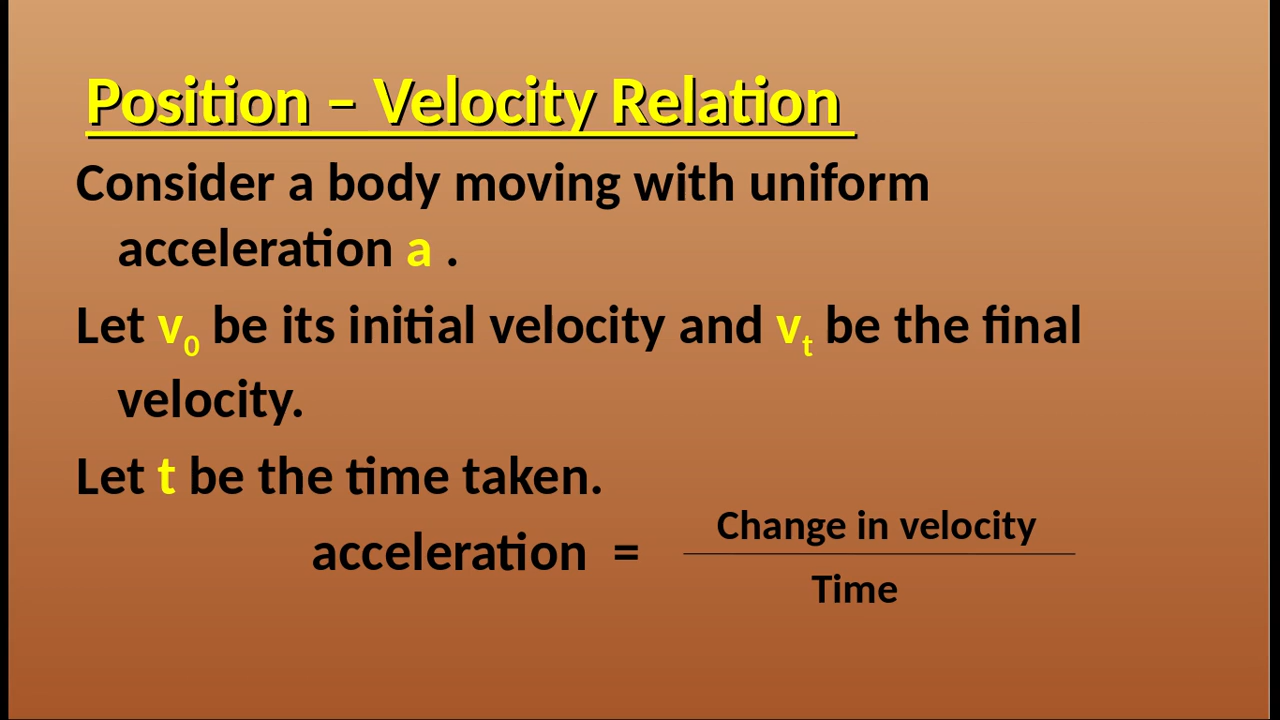 Position – Velocity Relation
Consider a body moving with uniform
acceleration a .
Let v₀ be its initial velocity and vₜ be the final
velocity.
Let t be the time taken.
acceleration = Change in velocity
Time